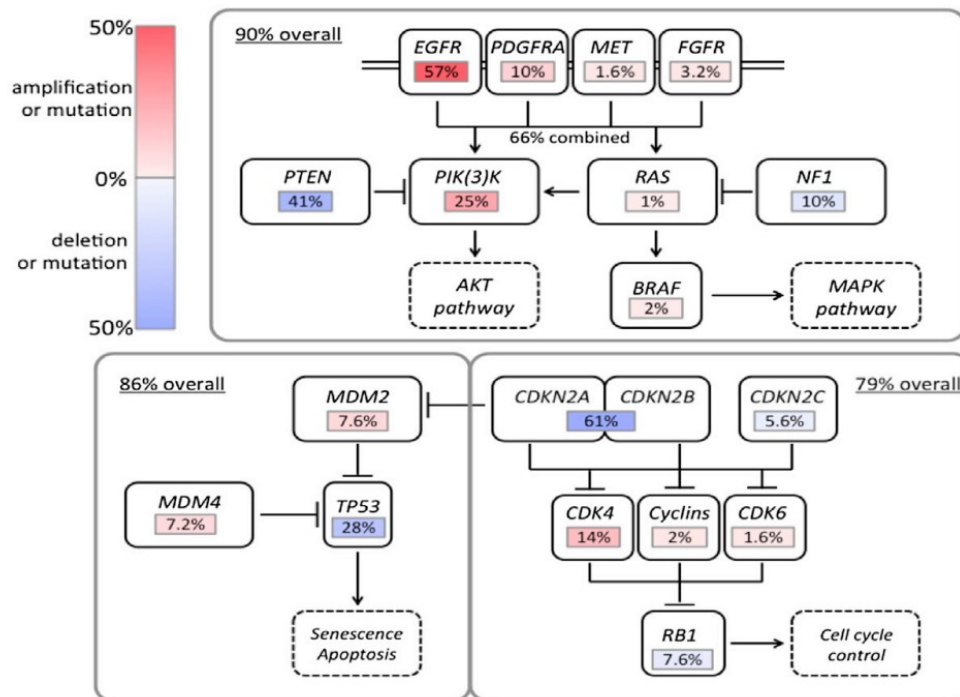 50%
amplification
or mutation
0%
deletion
or mutation
50%
90% overall
EGFR
57%
PDGFRA
10%
MET
1.6%
FGFR
3.2%
66% combined
PTEN
41%
PIK(3)K
25%
RAS
1%
NF1
10%
AKT
pathway
BRAF
2%
MAPK
pathway
86% overall
MDM2
7.6%
MDM4
7.2%
TP53
28%
Senescence
Apoptosis
79% overall
CDKN2A
CDKN2B
61%
CDKN2C
5.6%
CDK4
14%
Cyclins
2%
CDK6
1.6%
RB1
7.6%
Cell cycle
control